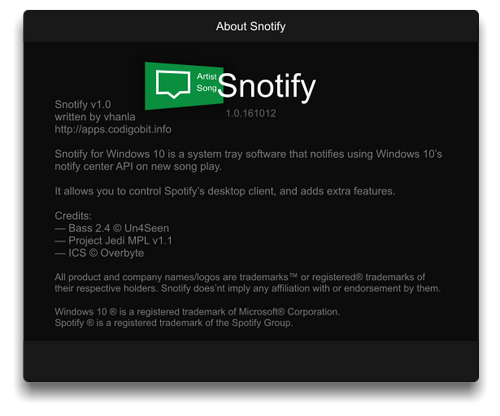 About Snotify
Artist
Song
Snotify
1.0.161012
Snotify v1.0
written by vhanla
http://apps.codigobit.info
Snotify for Windows 10 is a system tray software that notifies using Windows 10's
notify center API on new song play.
It allows you to control Spotify's desktop client, and adds extra features.
Credits:
— Bass 2.4 © Un4Seen
— Project Jedi MPL v1.1
— ICS © Overbyte
All product and company names/logos are trademarks™ or registered® trademarks of
their respective holders. Snotify does'nt imply any affiliation with or endorsement by them.
Windows 10 ® is a registered trademark of Microsoft® Corporation.
Spotify ® is a registered trademark of the Spotify Group.